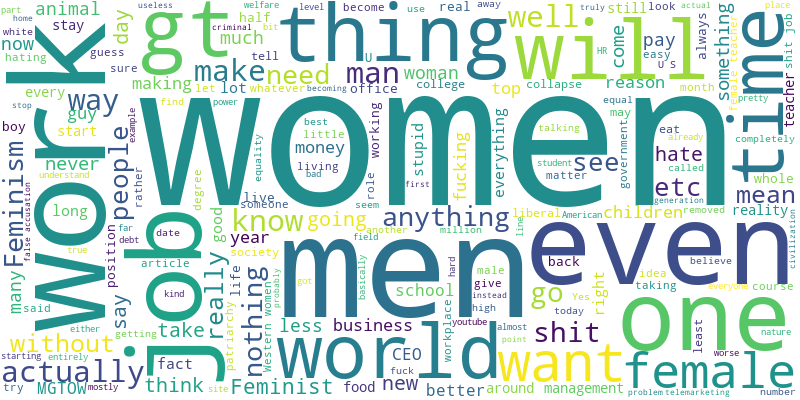 part
home
useless
welfare
level
become
use
real
away
white
animal
stay
day
half
much
gt
criminal
bit
thing
still
look
actual
truly
place
now
guess
hating
sure
every
Work
making
tell
U
well
will
come
pay
easy
U's
always
something
time
female teacher
shit job
teacher
make
need
man
woman
lot
let
whatever
becoming
office
college
top
reason
collapse
HR
month
pretty
way
guy
boy
start
stop
never
find
power
women
best
little
money
living
bad
equality
example
working
stupid
fucking
everything
talking
may
equal
student
matter
government
see
eat
hate
called
already
etc
generation
completely
whole
mean
Feminism
false accusation
understand
people
long
rather
degree
live
someone
role
seem
first
job
know
going
another
anything
million
line
liberal
American
children
removed
reality
many
said
true
far
debt
say
position
date
good
really
year
society
men
field
even
back
idea
believe
taking
course
civilization
without
either
article
kind
take
life
patriarchy
nothing
Western women
probably
got
basically
school
male
give
high
hard
instead
go
Yes
right
today
everyone
nature
starting
entirely
getting
less
business
world
CEO
workplace
youtube
almost
shit
one
least
worse
actually
fact
think
Feminist
food
fuck
new
better
point
want
female
try
MGTOW
mostly
site
around
management
problem
telemarketing
number